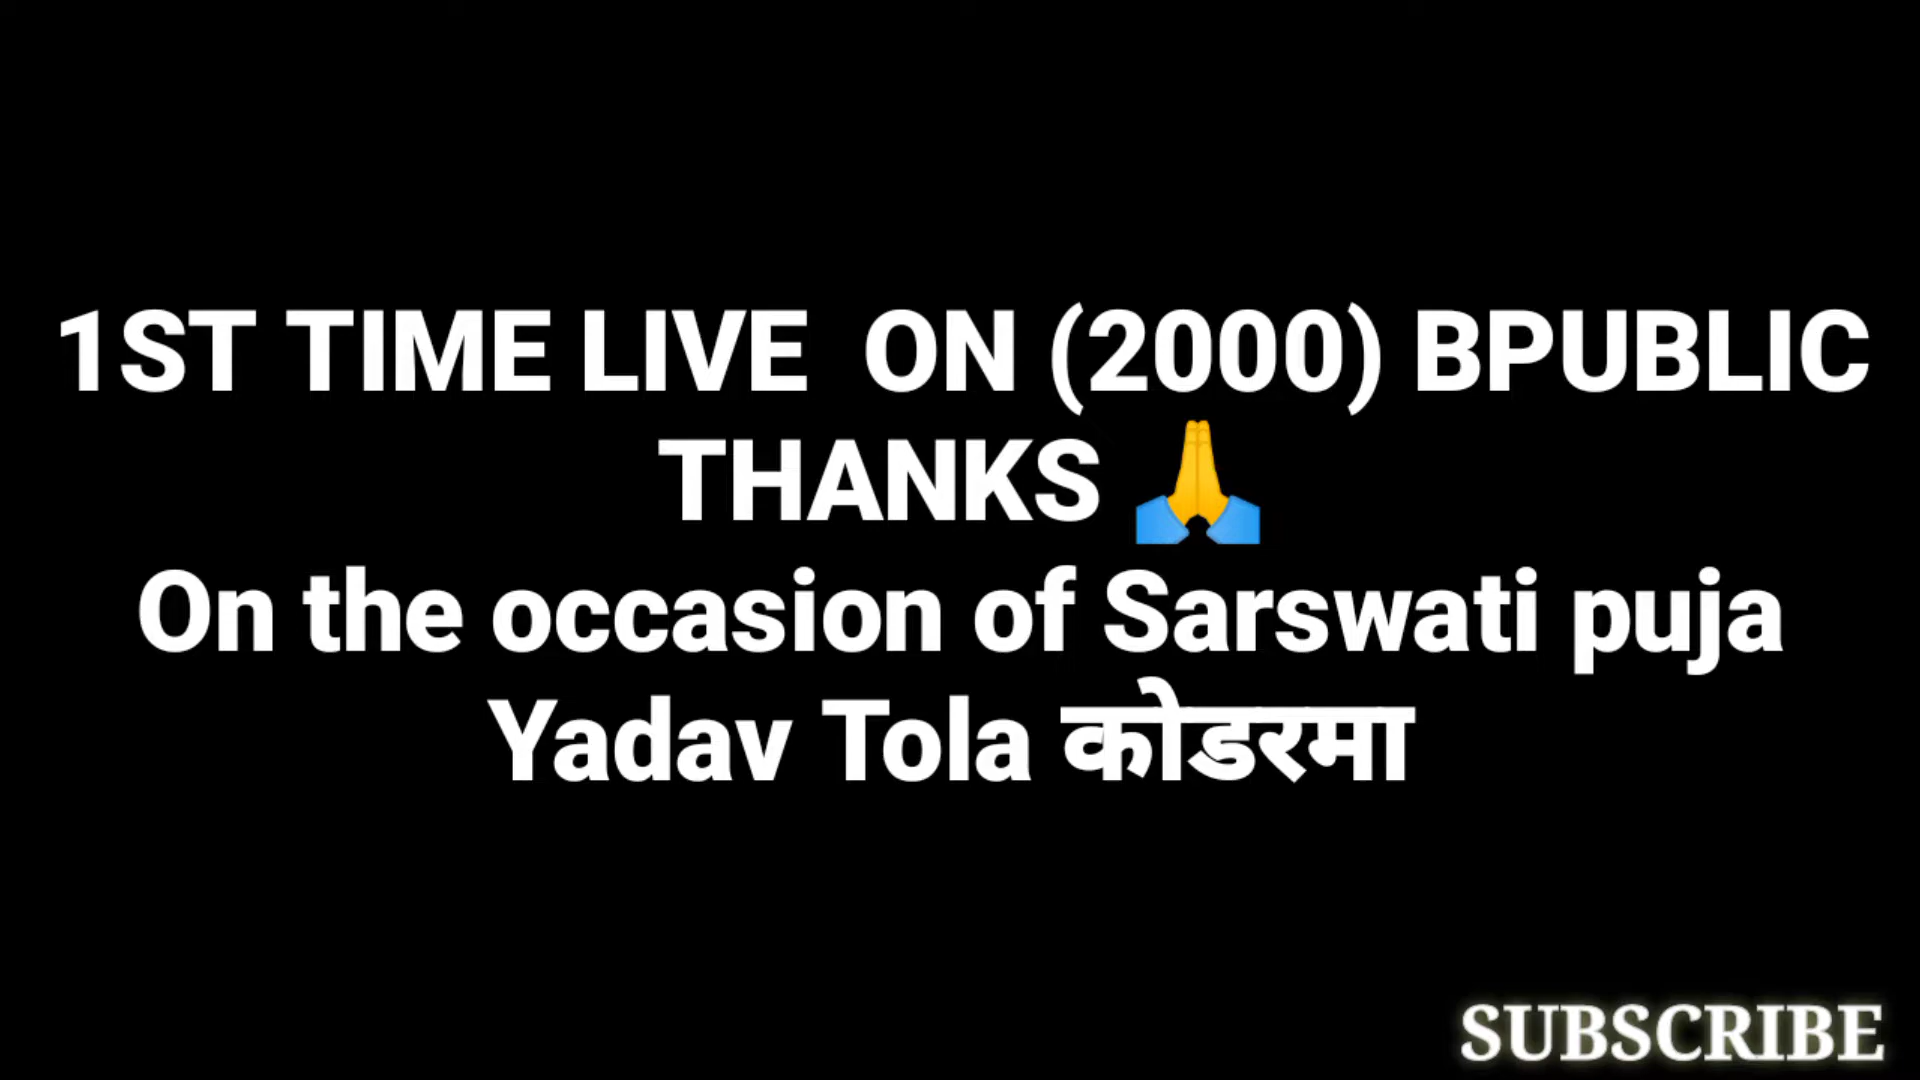 1ST TIME LIVE  ON (2000) BPUBLIC
THANKS 🙏
On the occasion of Sarswati puja
Yadav Tola कोडरमा
SUBSCRIBE